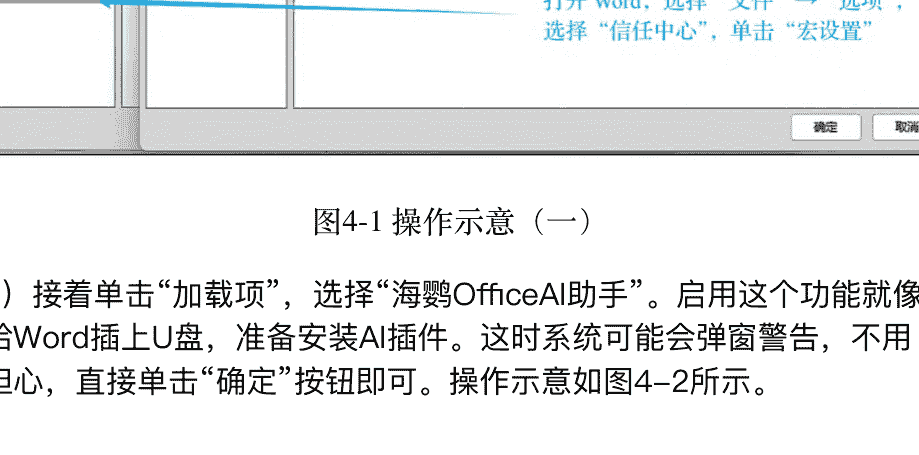 打开 Word，选择“文件”→“选项”，
选择“信任中心”，单击“宏设置”
确定
取消
图4-1 操作示意（一）
）接着单击“加载项”，选择“海鹦OfficeAI助手”。启用这个功能就像
给Word插上U盘，准备安装AI插件。这时系统可能会弹窗警告，不用
担心，直接单击“确定”按钮即可。操作示意如图4-2所示。